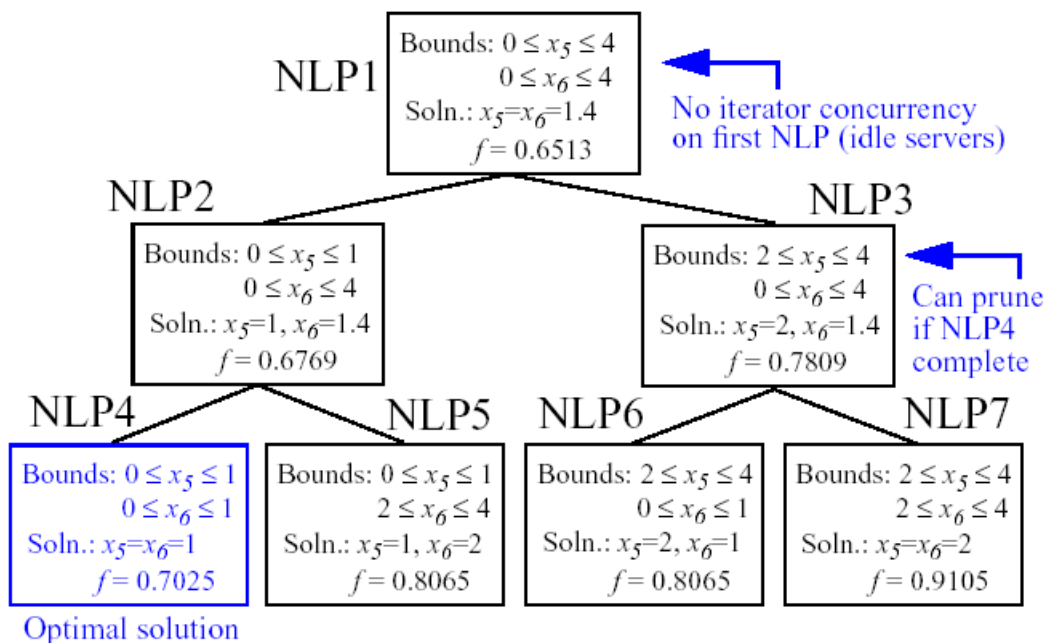 NLP1
Bounds: 0 ≤ x5 ≤ 4
0 ≤ x6 ≤ 4
Soln.: x5=x6=1.4
f = 0.6513
No iterator concurrency
on first NLP (idle servers)
NLP2
Bounds: 0 ≤ x5 ≤ 1
0 ≤ x6 ≤ 4
Soln.: x5=1, x6=1.4
f = 0.6769
NLP3
Bounds: 2 ≤ x5 ≤ 4
0 ≤ x6 ≤ 4
Soln.: x5=2, x6=1.4
f = 0.7809
Can prune
if NLP4
complete
NLP4
Bounds: 0 ≤ x5 ≤ 1
0 ≤ x6 ≤ 1
Soln.: x5=x6=1
f = 0.7025
Optimal solution
NLP5
Bounds: 0 ≤ x5 ≤ 1
2 ≤ x6 ≤ 4
Soln.: x5=1, x6=2
f = 0.8065
NLP6
Bounds: 2 ≤ x5 ≤ 4
0 ≤ x6 ≤ 1
Soln.: x5=2, x6=1
f = 0.8065
NLP7
Bounds: 2 ≤ x5 ≤ 4
2 ≤ x6 ≤ 4
Soln.: x5=x6=2
f = 0.9105